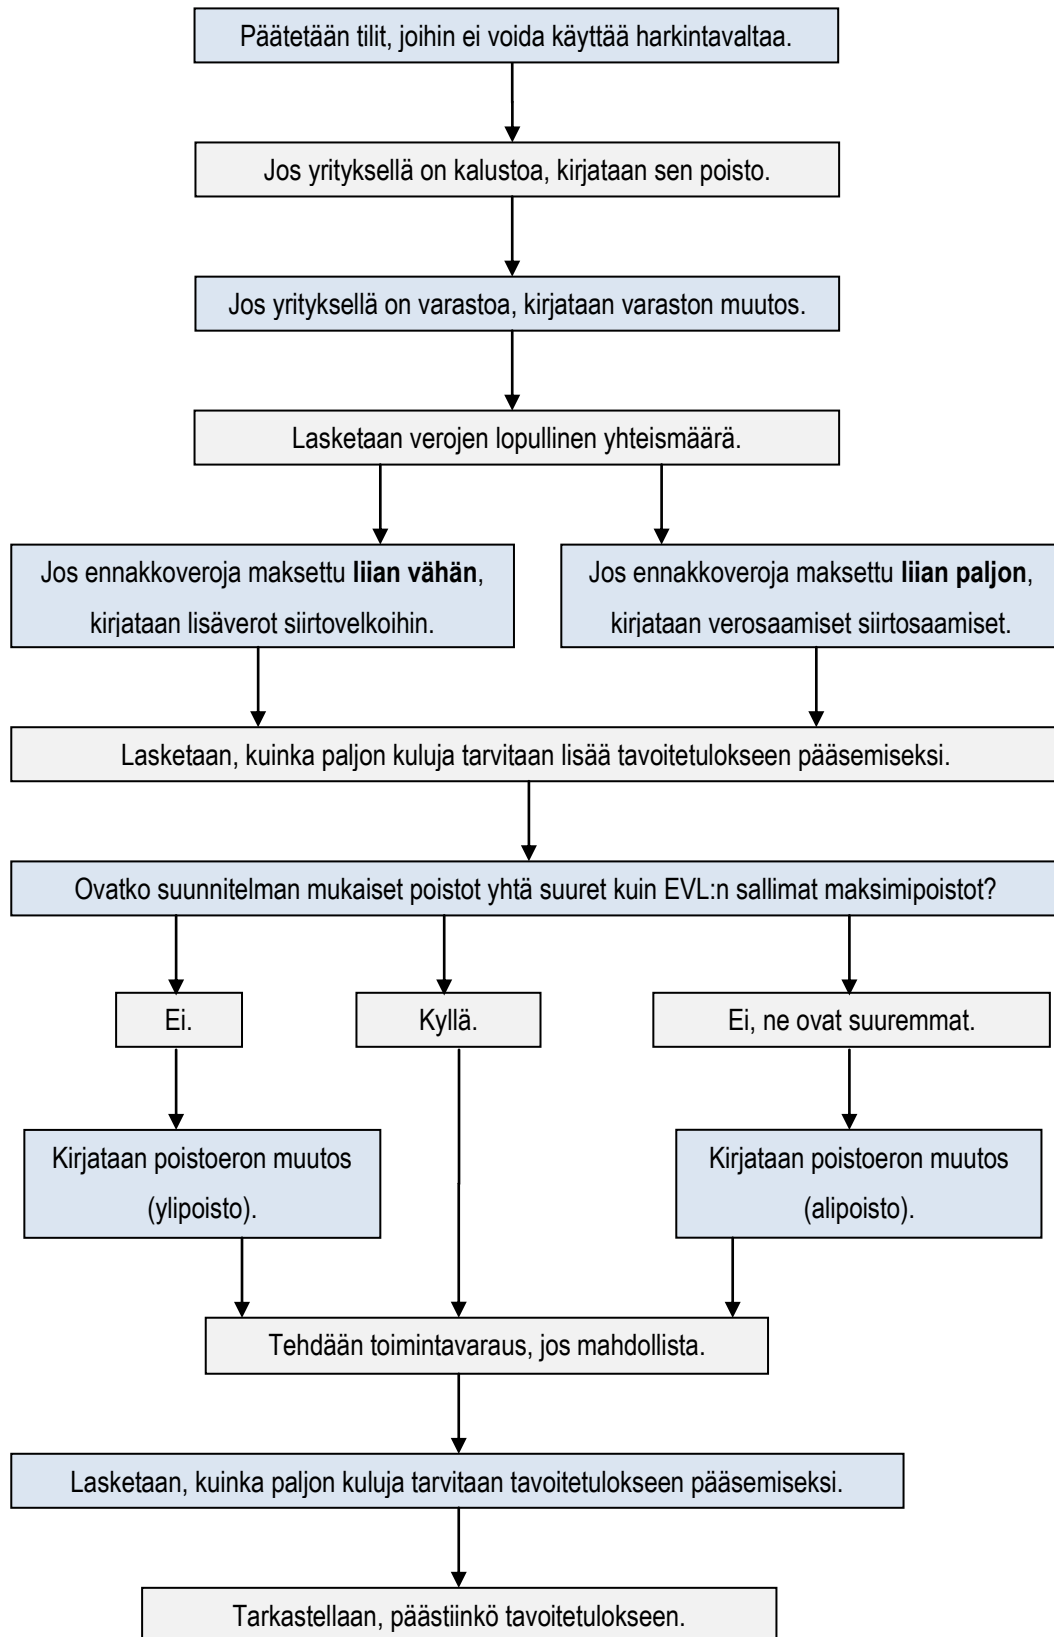 Päätetään tilit, joihin ei voida käyttää harkintavaltaa.
Jos yrityksellä on kalustoa, kirjataan sen poisto.
Jos yrityksellä on varastoa, kirjataan varaston muutos.
Lasketaan verojen lopullinen yhteismäärä.
Jos ennakkoveroja maksettu liian vähän,
kirjataan lisäverot siirtovelkoihin.
Jos ennakkoveroja maksettu liian paljon,
kirjataan verosaamiset siirtosaamiset.
Lasketaan, kuinka paljon kuluja tarvitaan lisää tavoitetulokseen pääsemiseksi.
Ovatko suunnitelman mukaiset poistot yhtä suuret kuin EVL:n sallimat maksimipoistot?
Ei.
Kyllä.
Ei, ne ovat suuremmat.
Kirjataan poistoeron muutos
(ylipoisto).
Kirjataan poistoeron muutos
(alipoisto).
Tehdään toimintavaraus, jos mahdollista.
Lasketaan, kuinka paljon kuluja tarvitaan tavoitetulokseen pääsemiseksi.
Tarkastellaan, päästiinkö tavoitetulokseen.